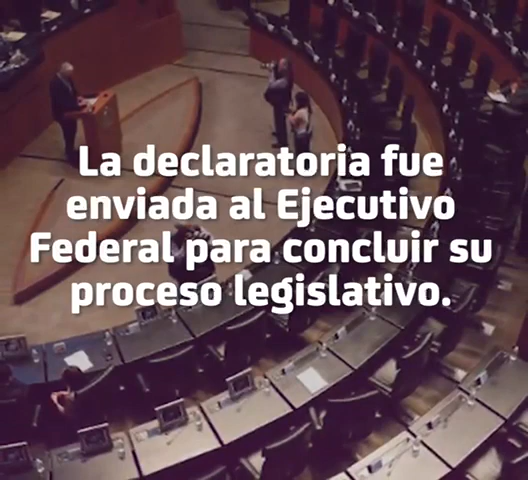 La declaratoria fue
enviada al Ejecutivo
Federal para concluir su
proceso legislativo.